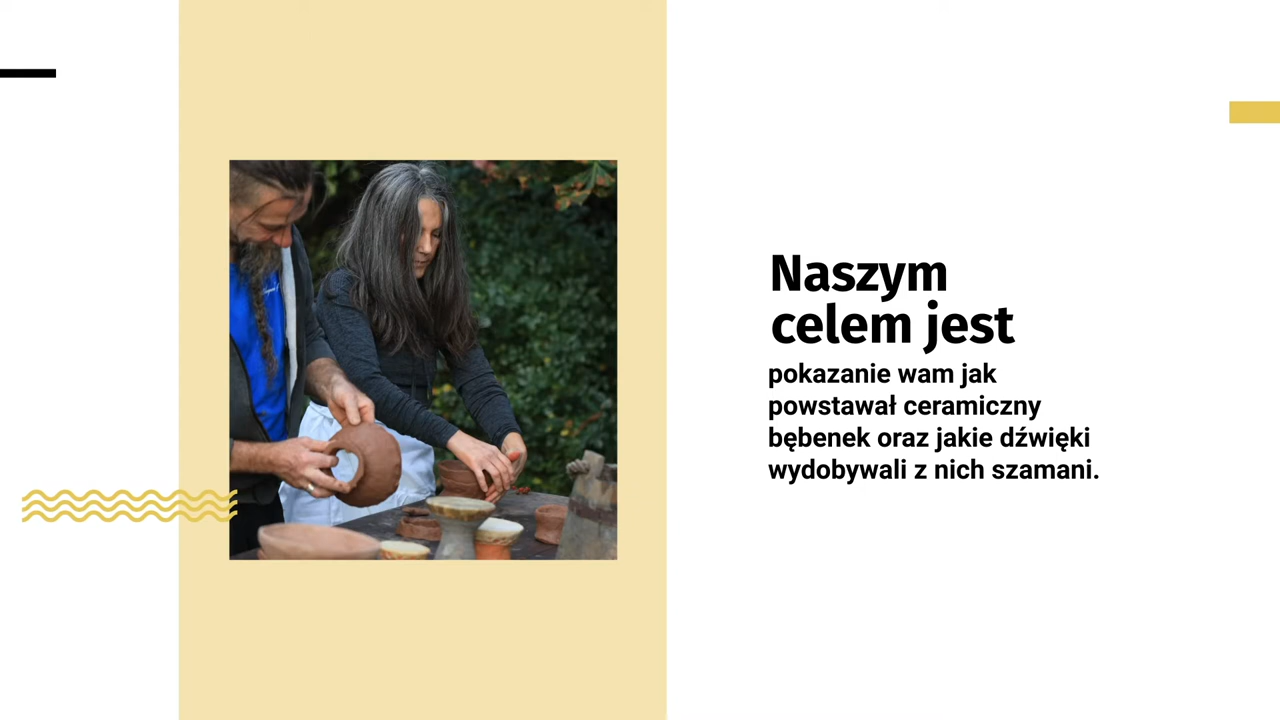 Naszym
celem jest
pokazanie wam jak
powstawał ceramiczny
bębenek oraz jakie dźwięki
wydobywali z nich szamani.